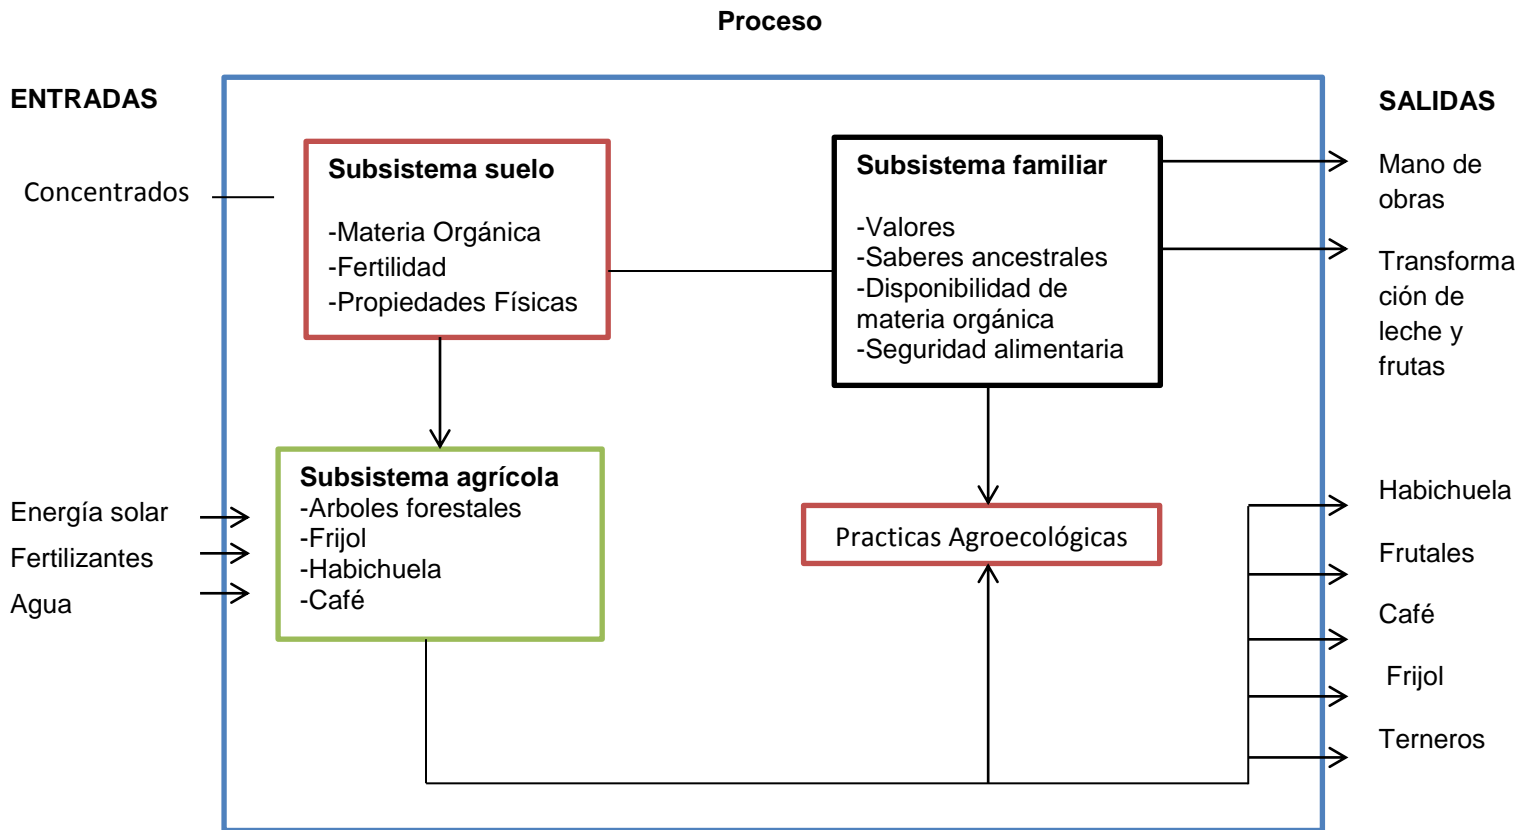 Proceso
ENTRADAS
Concentrados
Energía solar
Fertilizantes
Agua
Subsistema suelo
-Materia Orgánica
-Fertilidad
-Propiedades Físicas
Subsistema agrícola
-Arboles forestales
-Frijol
-Habichuela
-Café
Subsistema familiar
-Valores
-Saberes ancestrales
-Disponibilidad de
materia orgánica
-Seguridad alimentaria
Practicas Agroecológicas
SALIDAS
Mano de
obras
Transforma
ción de
leche y
frutas
Habichuela
Frutales
Café
Frijol
Terneros